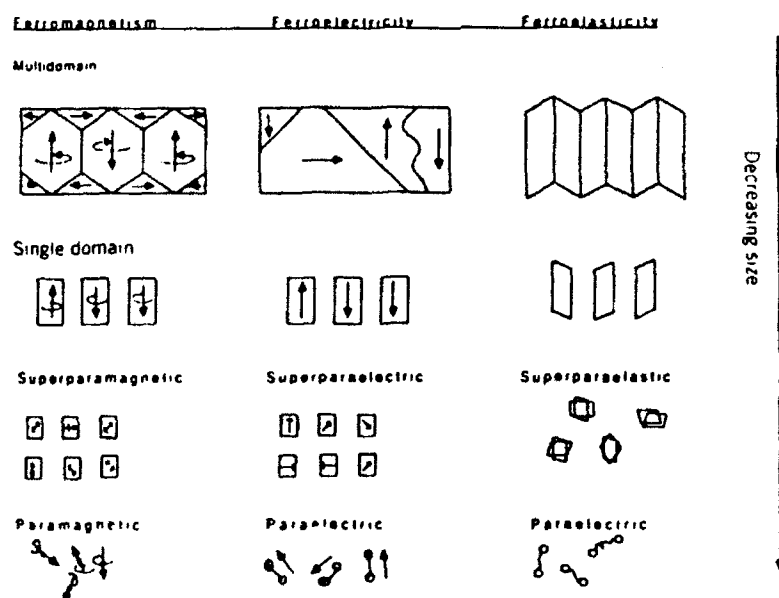 Ferromagnetism Ferroelectricity Ferroelasticity
Multidomain
Single domain
Superparamagnetic Superparaelectric Superparaelastic
Paramagnetic Paraelectric Paraelectric
Decreasing size